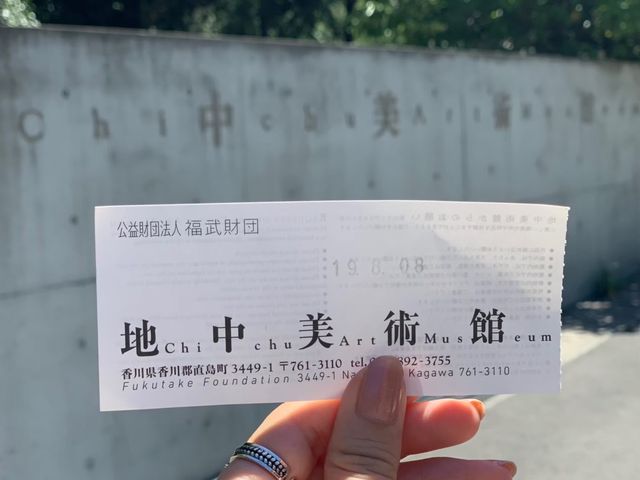 Chi中chu美Art術Museum
公益財団法人 福武財団
19.8.08
地Chi中chu美Art術Mus館eum
香川県香川郡直島町 3449-1 〒761-3110 tel. 892-3755
Fukutake Foundation 3449-1 Kagawa 761-3110